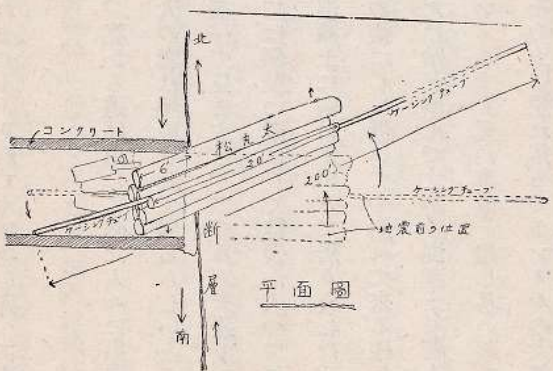 北
コンクリート
ケーシングチューブ
松丸太
6'
20'
200'
ケーシングチューブ
ケーシングチューブ
地震前の位置
断層
平面圖
南